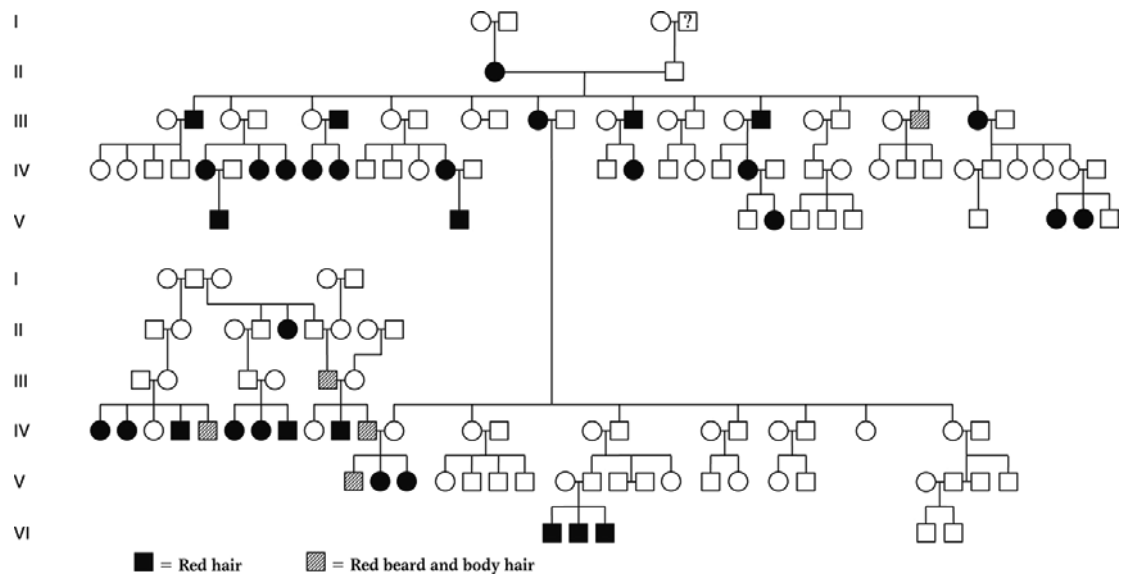 I
?
II
III
IV
V
I
II
III
IV
V
VI
= Red hair
= Red beard and body hair